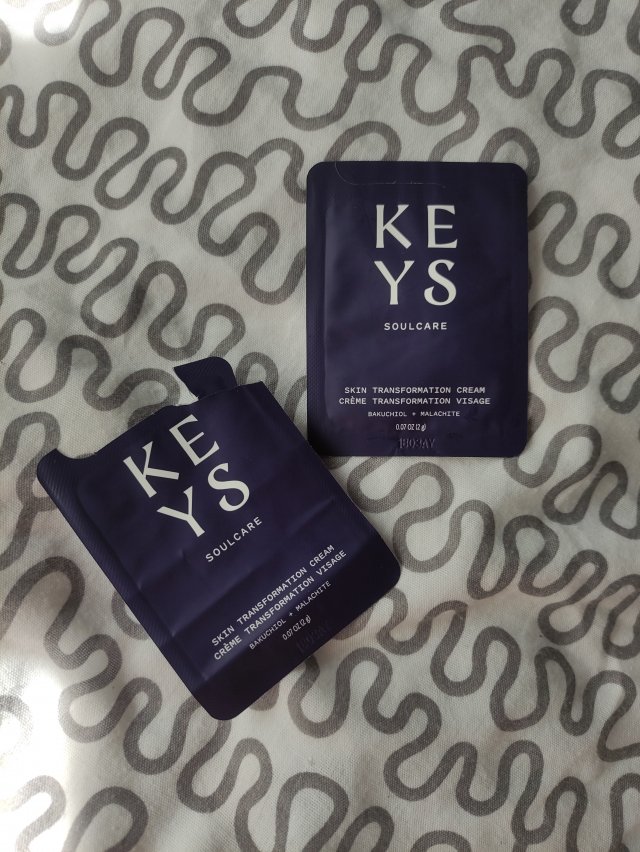 KE
YS
SOULCARE
SKIN TRANSFORMATION CREAM
CRÈME TRANSFORMATION VISAGE
BAKUCHIOL + MALACHITE
0.07 OZ (2 g)
KE
YS
SOULCARE
SKIN TRANSFORMATION CREAM
CRÈME TRANSFORMATION VISAGE
BAKUCHIOL + MALACHITE
0.07 OZ (2 g)